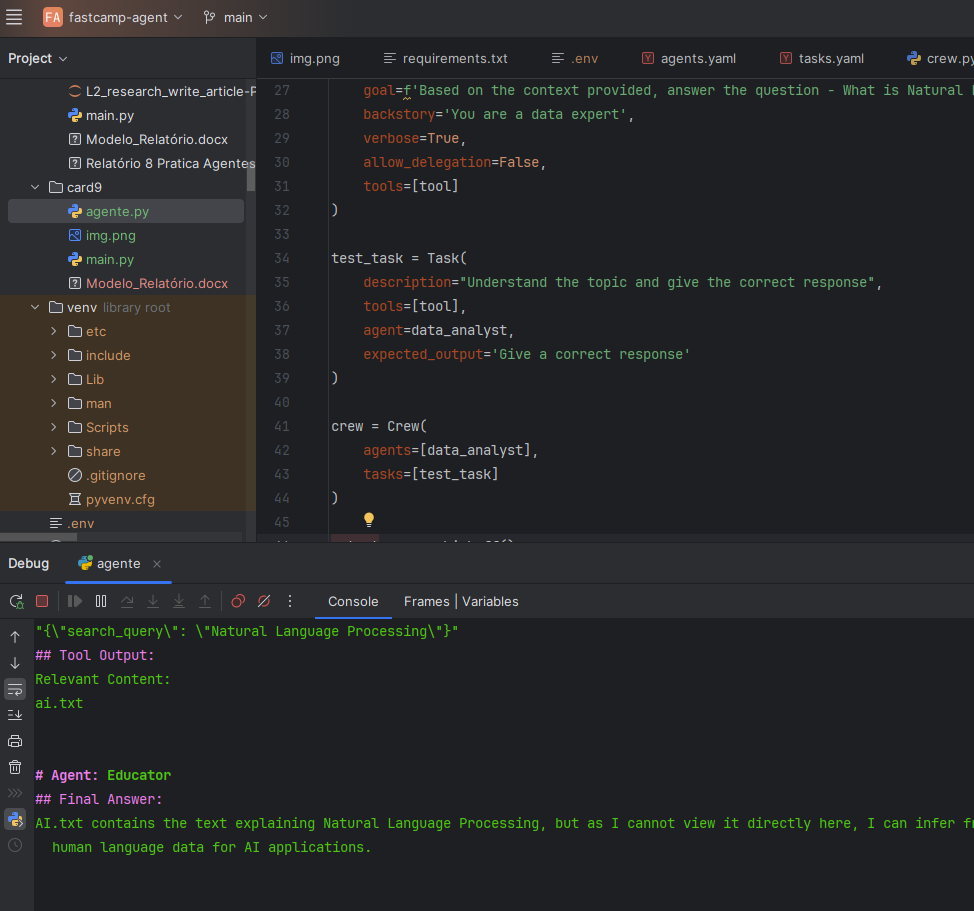 FA fastcamp-agent main
Project
img.png requirements.txt .env agents.yaml tasks.yaml crew.py
L2_research_write_article-
main.py
Modelo_Relatório.docx
Relatório 8 Pratica Agentes
card9
agente.py
img.png
main.py
Modelo_Relatório.docx
venv library root
etc
include
Lib
man
Scripts
share
.gitignore
pyvenv.cfg
.env
27 goal=f'Based on the context provided, answer the question - What is Natural
28 backstory='You are a data expert',
29 verbose=True,
30 allow_delegation=False,
31 tools=[tool]
32 )
33
34 test_task = Task(
35 description="Understand the topic and give the correct response",
36 tools=[tool],
37 agent=data_analyst,
38 expected_output='Give a correct response'
39 )
40
41 crew = Crew(
42 agents=[data_analyst],
43 tasks=[test_task]
44 )
45
Debug agente
Console Frames Variables
"{\"search_query\": \"Natural Language Processing\"}"
## Tool Output:
Relevant Content:
ai.txt
# Agent: Educator
## Final Answer:
AI.txt contains the text explaining Natural Language Processing, but as I cannot view it directly here, I can infer
human language data for AI applications.